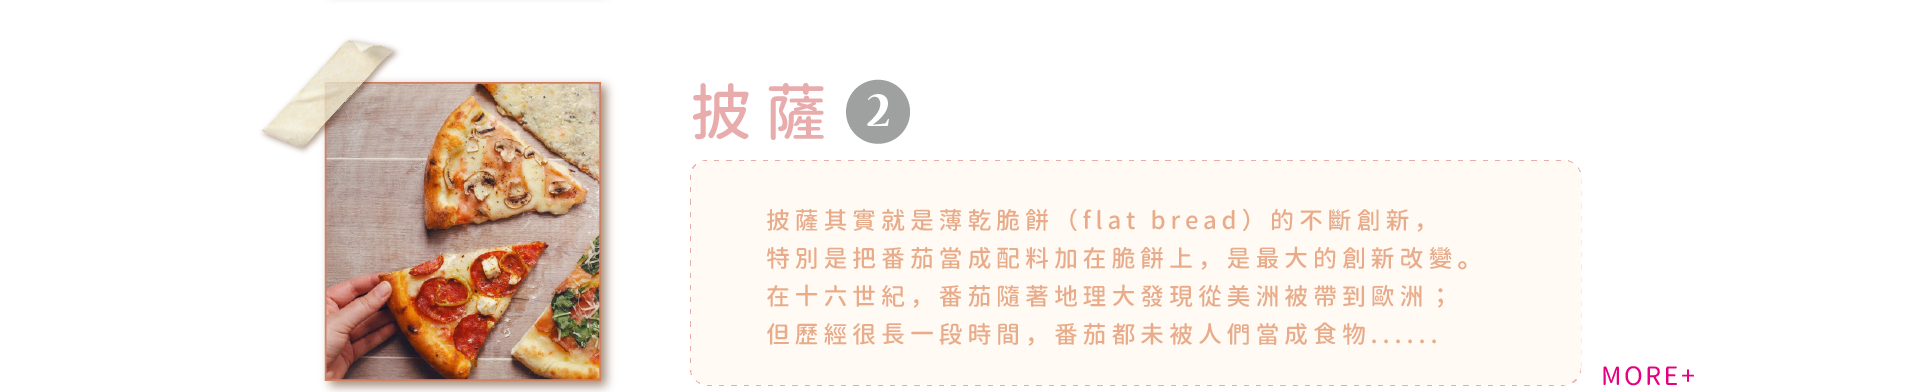 披薩 2
披薩其實就是薄乾脆餅（flat bread）的不斷創新，
特別是把番茄當成配料加在脆餅上，是最大的創新改變。
在十六世紀，番茄隨著地理大發現從美洲被帶到歐洲；
但歷經很長一段時間，番茄都未被人們當成食物......
MORE+